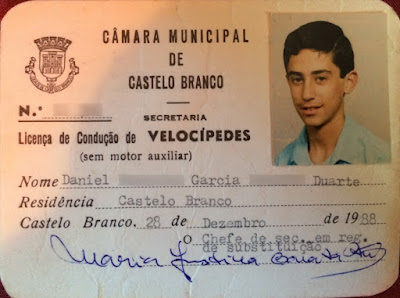 CÂMARA MUNICIPAL
DE
CASTELO BRANCO
SECRETARIA
N.º
Licença de Condução de VELOCÍPEDES
(sem motor auxiliar)
Nome Daniel Garcia Duarte
Residência Castelo Branco
Castelo Branco, 28 de Dezembro de 1988
O Chefe de sec. em reg.
de substituição,
Maria